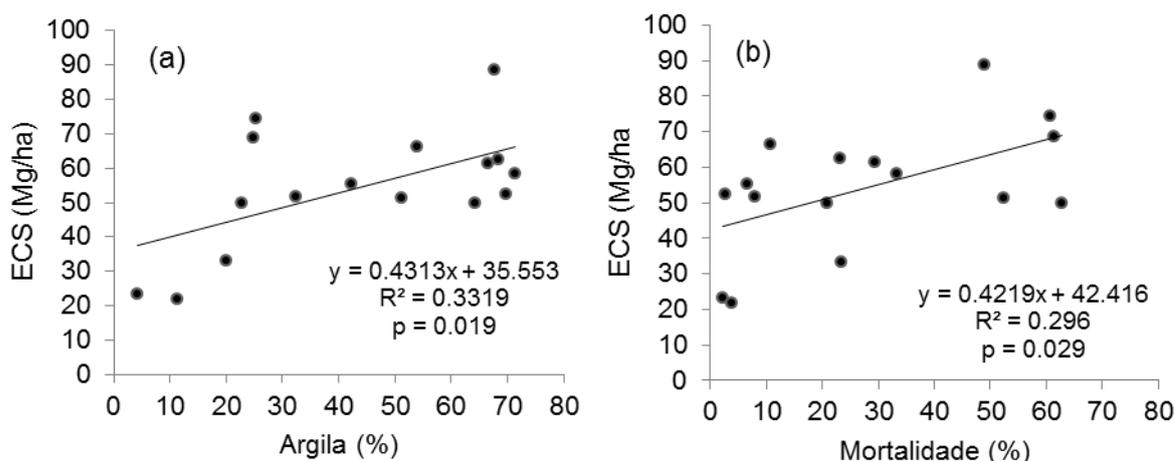 (a)
ECS (Mg/ha)
100
90
80
70
60
50
40
30
20
10
0
y = 0.4313x + 35.553
R² = 0.3319
p = 0.019
0 10 20 30 40 50 60 70 80
Argila (%)
(b)
ECS (Mg/ha)
100
90
80
70
60
50
40
30
20
10
0
y = 0.4219x + 42.416
R² = 0.296
p = 0.029
0 10 20 30 40 50 60 70 80
Mortalidade (%)